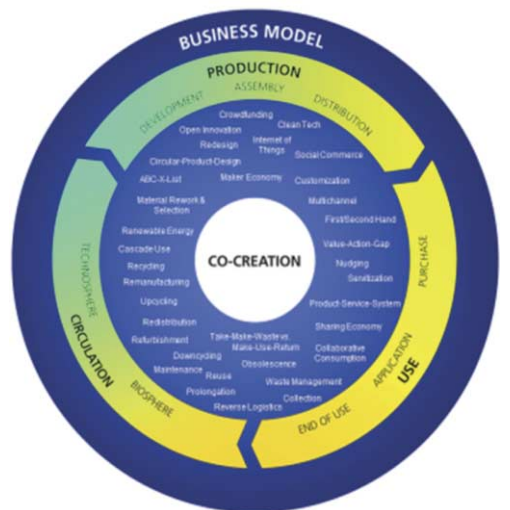 BUSINESS MODEL
PRODUCTION
DEVELOPMENT
ASSEMBLY
DISTRIBUTION
Crowdfunding
Open Innovation
CleanTech
Redesign
Internet of
Things
Social Commerce
Circular-Product-Design
ABC-X-List
Maker Economy
Customization
Material Rework &
Selection
Multichannel
First/Second Hand
Renewable Energy
Cascade Use
Value-Action-Gap
CO-CREATION
Recycling
Nudging
Remanufacturing
Upcycling
Product-Service-System
Redistribution
Sharing Economy
Refurbishment
Take-Make-Waste vs.
Make-Use-Return
Collaborative
Consumption
Downcycling
Obsolescence
Maintenance
Reuse
Waste Management
Prolongation
Collection
Reverse Logistics
PURCHASE
APPLICATION
USE
END OF USE
BIOSPHERE
CIRCULATION
TECHNOSPHERE